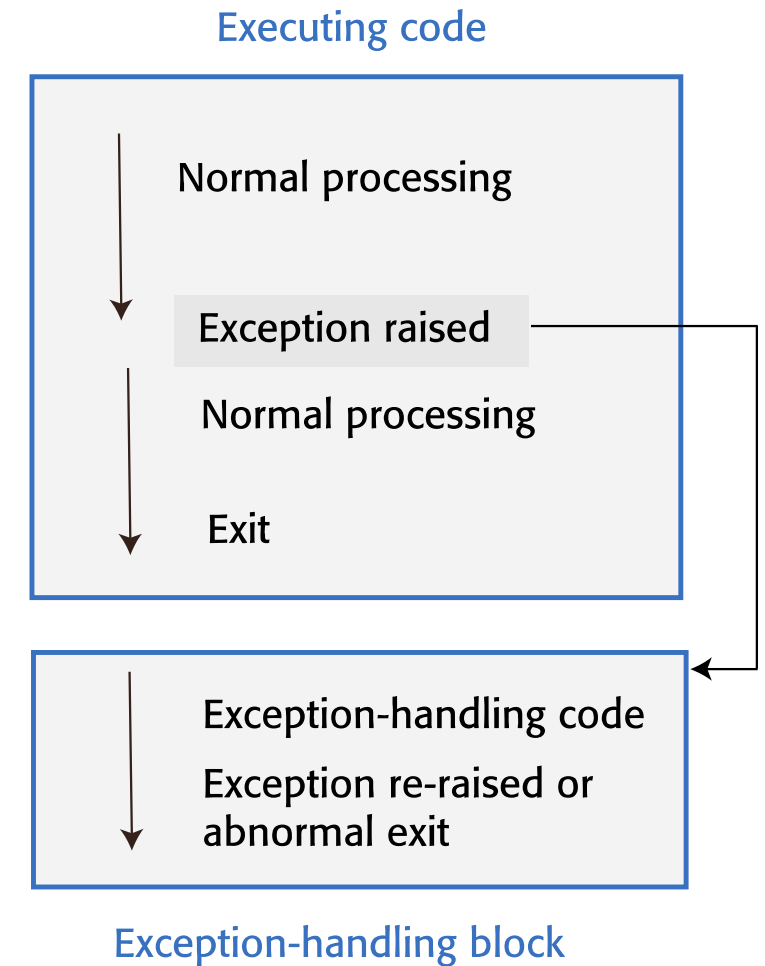 Executing code
Normal processing
Exception raised
Normal processing
Exit
Exception-handling code
Exception re-raised or
abnormal exit
Exception-handling block